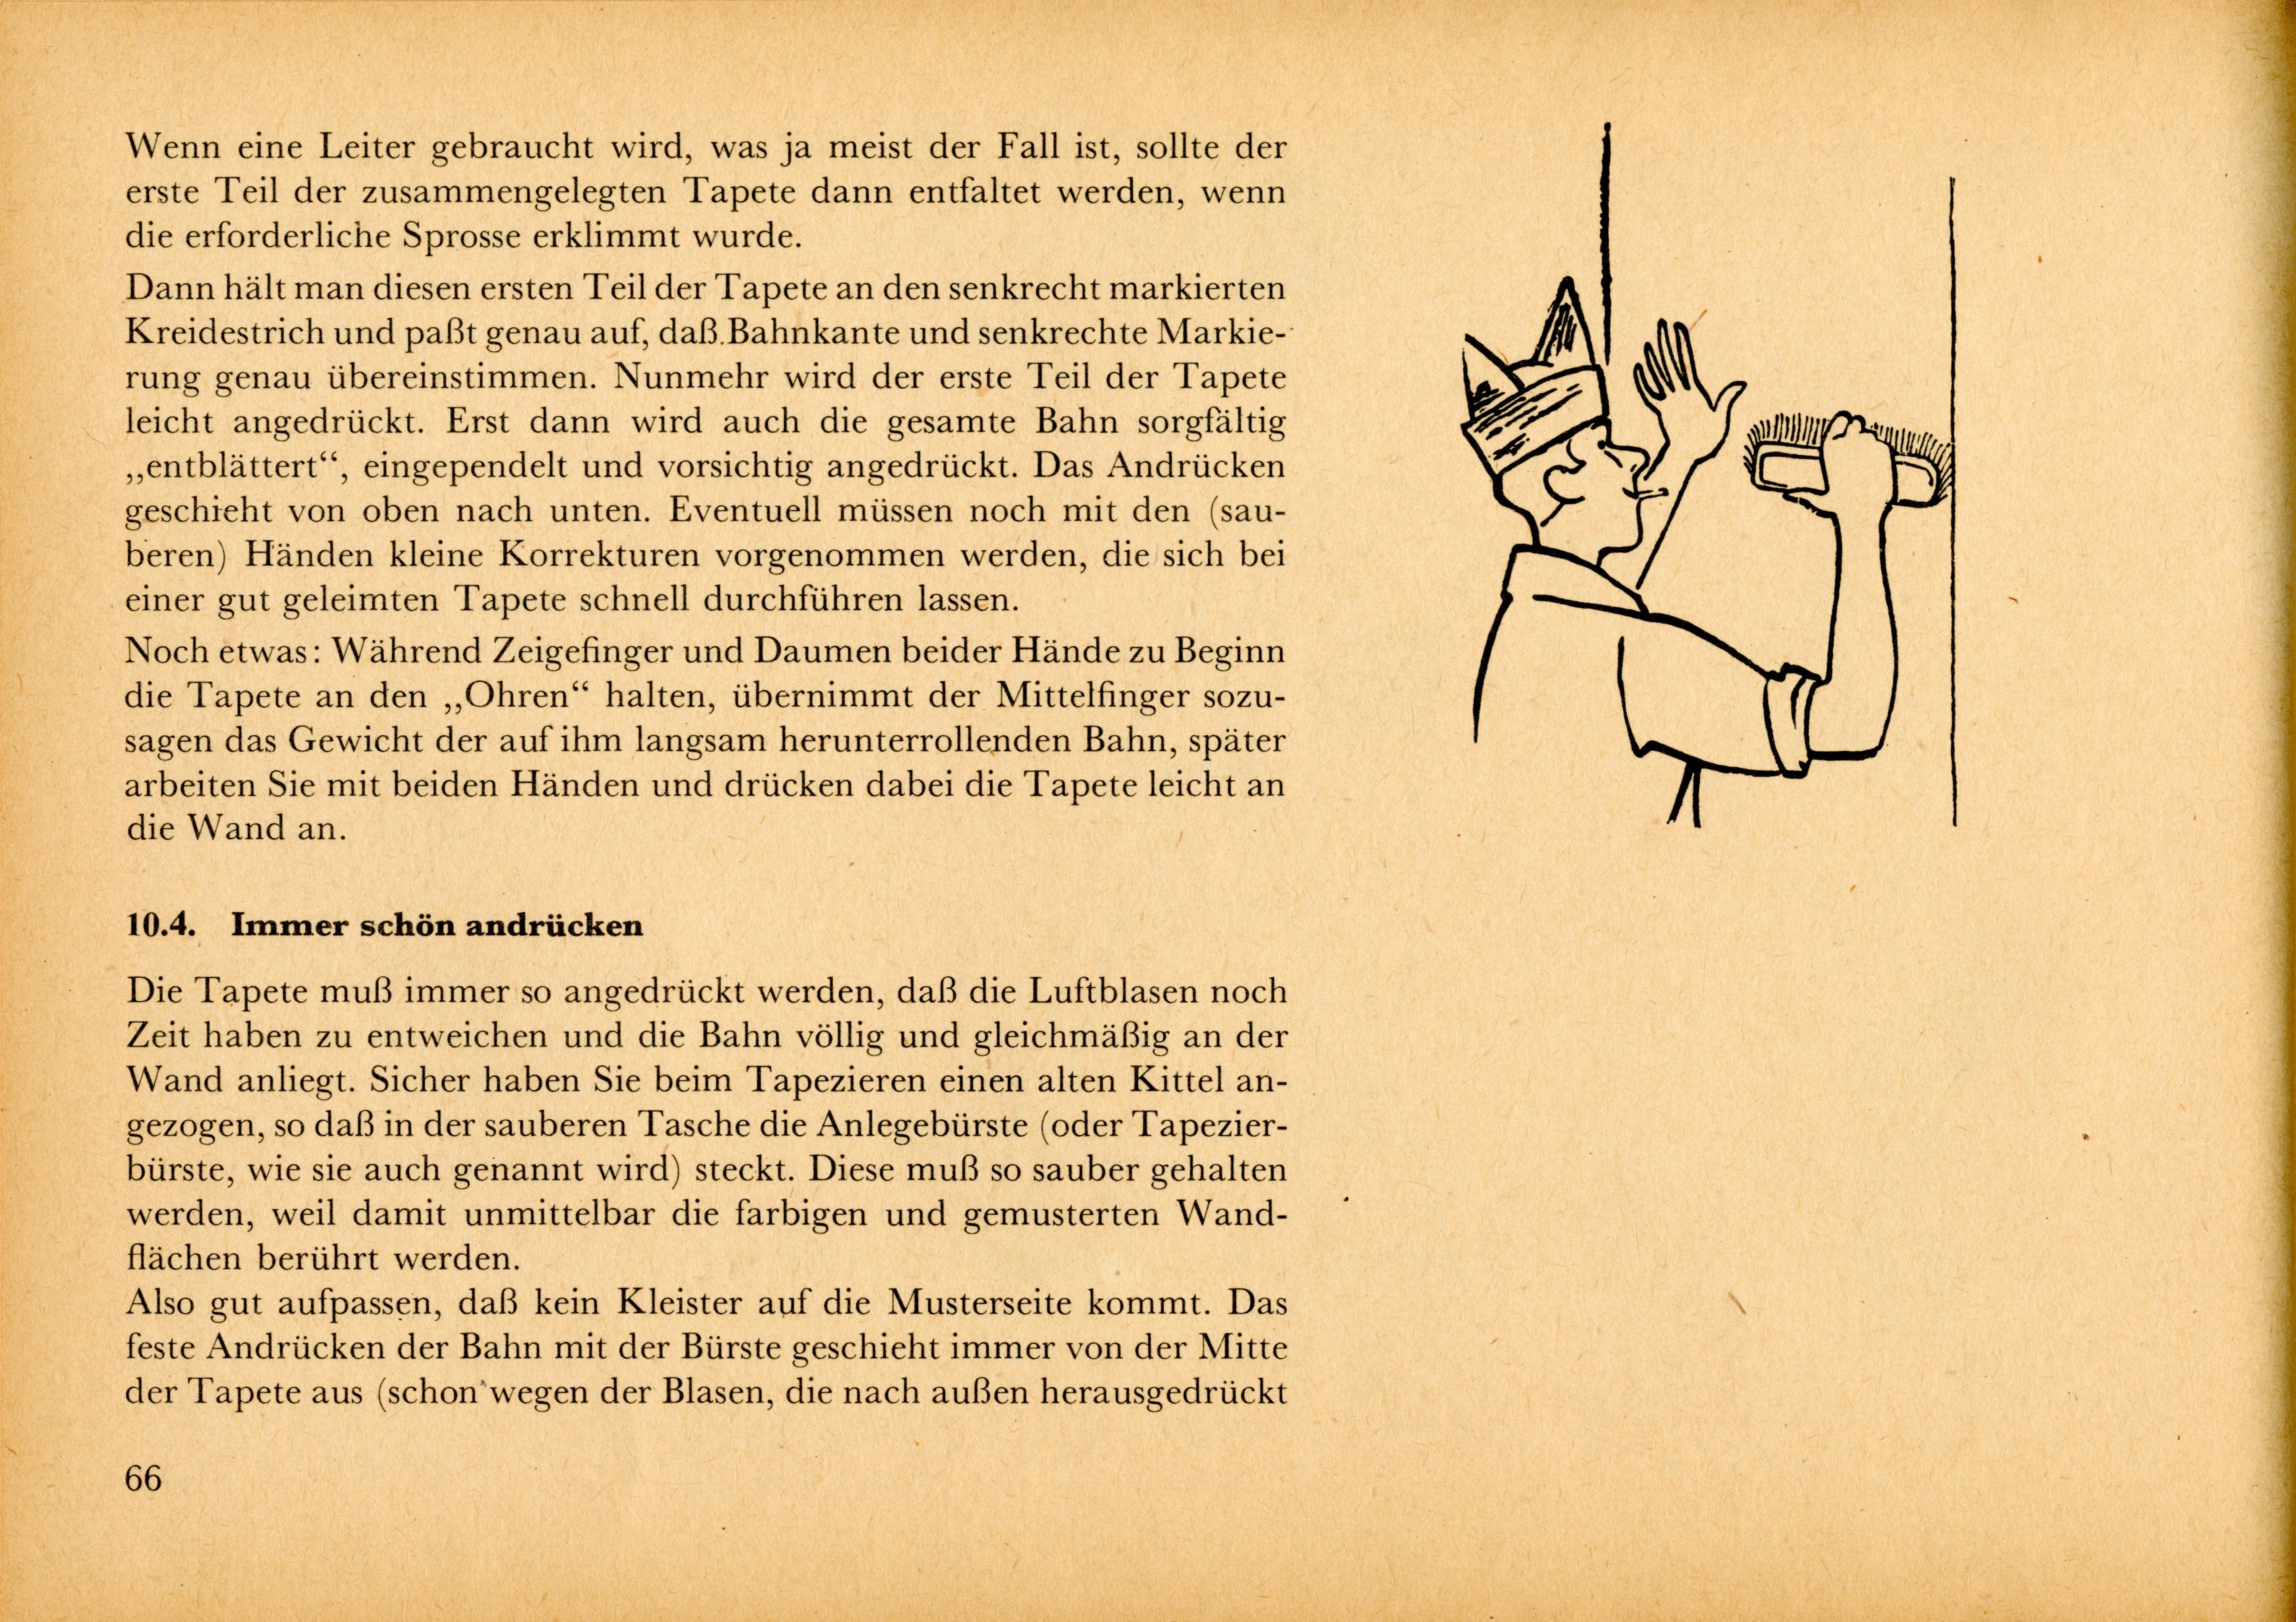 Wenn eine Leiter gebraucht wird, was ja meist der Fall ist, sollte der
erste Teil der zusammengelegten Tapete dann entfaltet werden, wenn
die erforderliche Sprosse erklimmt wurde.
Dann hält man diesen ersten Teil der Tapete an den senkrecht markierten
Kreidestrich und paßt genau auf, daß Bahnkante und senkrechte Markie-
rung genau übereinstimmen. Nunmehr wird der erste Teil der Tapete
leicht angedrückt. Erst dann wird auch die gesamte Bahn sorgfältig
„entblättert“, eingependelt und vorsichtig angedrückt. Das Andrücken
geschieht von oben nach unten. Eventuell müssen noch mit den (sau-
beren) Händen kleine Korrekturen vorgenommen werden, die sich bei
einer gut geleimten Tapete schnell durchführen lassen.
Noch etwas: Während Zeigefinger und Daumen beider Hände zu Beginn
die Tapete an den „Ohren“ halten, übernimmt der Mittelfinger sozu-
sagen das Gewicht der auf ihm langsam herunterrollenden Bahn, später
arbeiten Sie mit beiden Händen und drücken dabei die Tapete leicht an
die Wand an.
10.4. Immer schön andrücken
Die Tapete muß immer so angedrückt werden, daß die Luftblasen noch
Zeit haben zu entweichen und die Bahn völlig und gleichmäßig an der
Wand anliegt. Sicher haben Sie beim Tapezieren einen alten Kittel an-
gezogen, so daß in der sauberen Tasche die Anlegebürste (oder Tapezier-
bürste, wie sie auch genannt wird) steckt. Diese muß so sauber gehalten
werden, weil damit unmittelbar die farbigen und gemusterten Wand-
flächen berührt werden.
Also gut aufpassen, daß kein Kleister auf die Musterseite kommt. Das
feste Andrücken der Bahn mit der Bürste geschieht immer von der Mitte
der Tapete aus (schon wegen der Blasen, die nach außen herausgedrückt
66